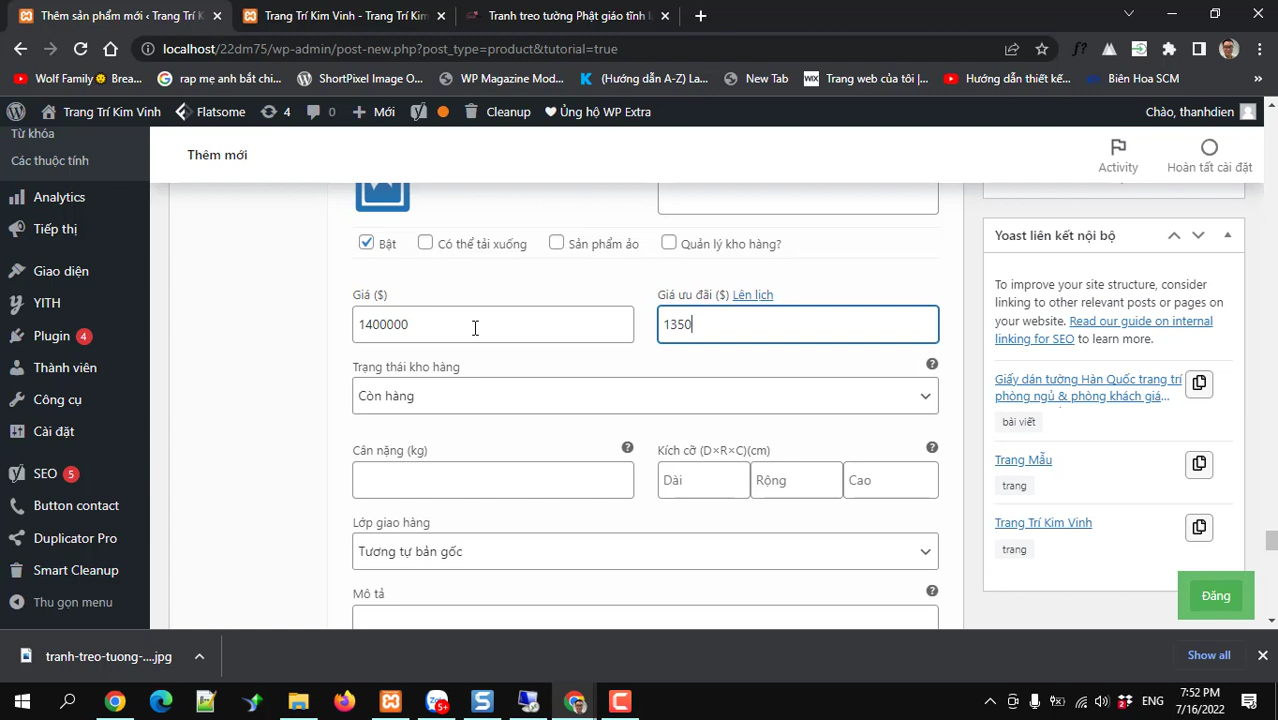 Thêm sản phẩm mới ‹ Trang Trí K
Trang Trí Kim Vinh - Trang Trí Kim
Tranh treo tường Phật giáo tĩnh l
localhost/22dm75/wp-admin/post-new.php?post_type=product&tutorial=true
Wolf Family Brea...
rap mẹ anh bắt chi...
ShortPixel Image O...
WP Magazine Mod...
(Hướng dẫn A-Z) La...
New Tab
WIX Trang web của tôi |...
Hướng dẫn thiết kế...
Biên Hoa SCM
»
Trang Trí Kim Vinh
Flatsome
4
0
Mới
Cleanup
Ủng hộ WP Extra
Chào, thanhdien
Từ khóa
Các thuộc tính
Analytics
Tiếp thị
Giao diện
YITH
Plugin 4
Thành viên
Công cụ
Cài đặt
SEO 5
Button contact
Duplicator Pro
Smart Cleanup
Thu gọn menu
Thêm mới
Activity
Hoàn tất cài đặt
Bật
Có thể tải xuống
Sản phẩm ảo
Quản lý kho hàng?
Giá ($)
Giá ưu đãi ($) Lên lịch
1400000
1350
Trạng thái kho hàng
Còn hàng
Cân nặng (kg)
Kích cỡ (D×R×C)(cm)
Dài
Rộng
Cao
Lớp giao hàng
Tương tự bản gốc
Mô tả
Yoast liên kết nội bộ
To improve your site structure, consider
linking to other relevant posts or pages on
your website. Read our guide on internal
linking for SEO to learn more.
Giấy dán tường Hàn Quốc trang trí
phòng ngủ & phòng khách giá...
bài viết
Trang Mẫu
trang
Trang Trí Kim Vinh
trang
Đăng
tranh-treo-tuong-....jpg
Show all
5+
2
ENG
7:52 PM
7/16/2022